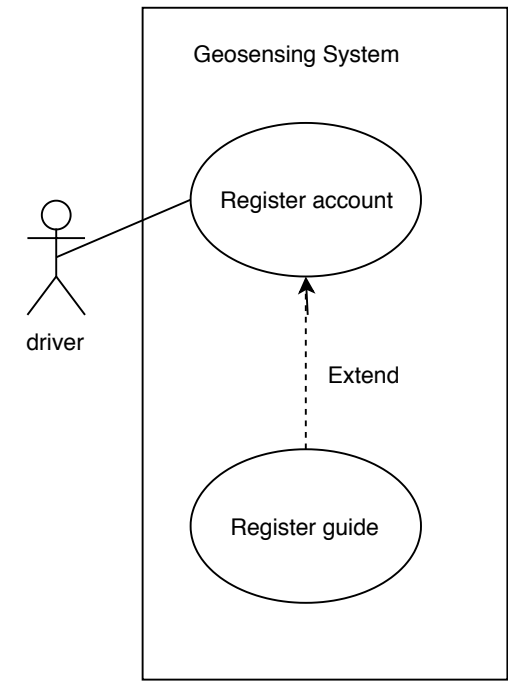 Geosensing System
Register account
driver
Extend
Register guide